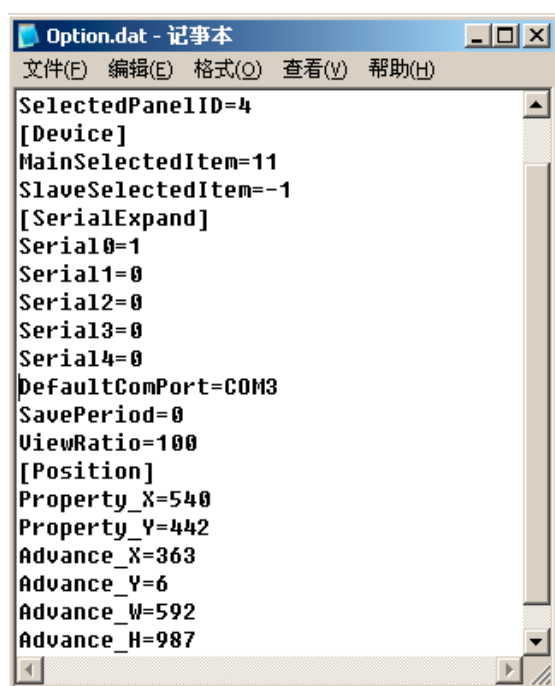 Option.dat - 记事本
文件(F) 编辑(E) 格式(O) 查看(V) 帮助(H)
SelectedPanelID=4
[Device]
MainSelectedItem=11
SlaveSelectedItem=-1
[SerialExpand]
Serial0=1
Serial1=0
Serial2=0
Serial3=0
Serial4=0
DefaultComPort=COM3
SavePeriod=0
ViewRatio=100
[Position]
Property_X=540
Property_Y=442
Advance_X=363
Advance_Y=6
Advance_W=592
Advance_H=987